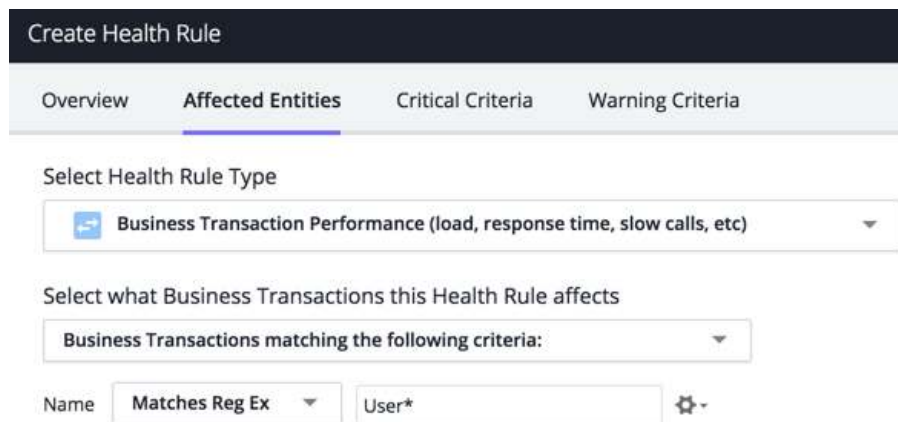 Create Health Rule
Overview Affected Entities Critical Criteria Warning Criteria
Select Health Rule Type
Business Transaction Performance (load, response time, slow calls, etc)
Select what Business Transactions this Health Rule affects
Business Transactions matching the following criteria:
Name Matches Reg Ex User*